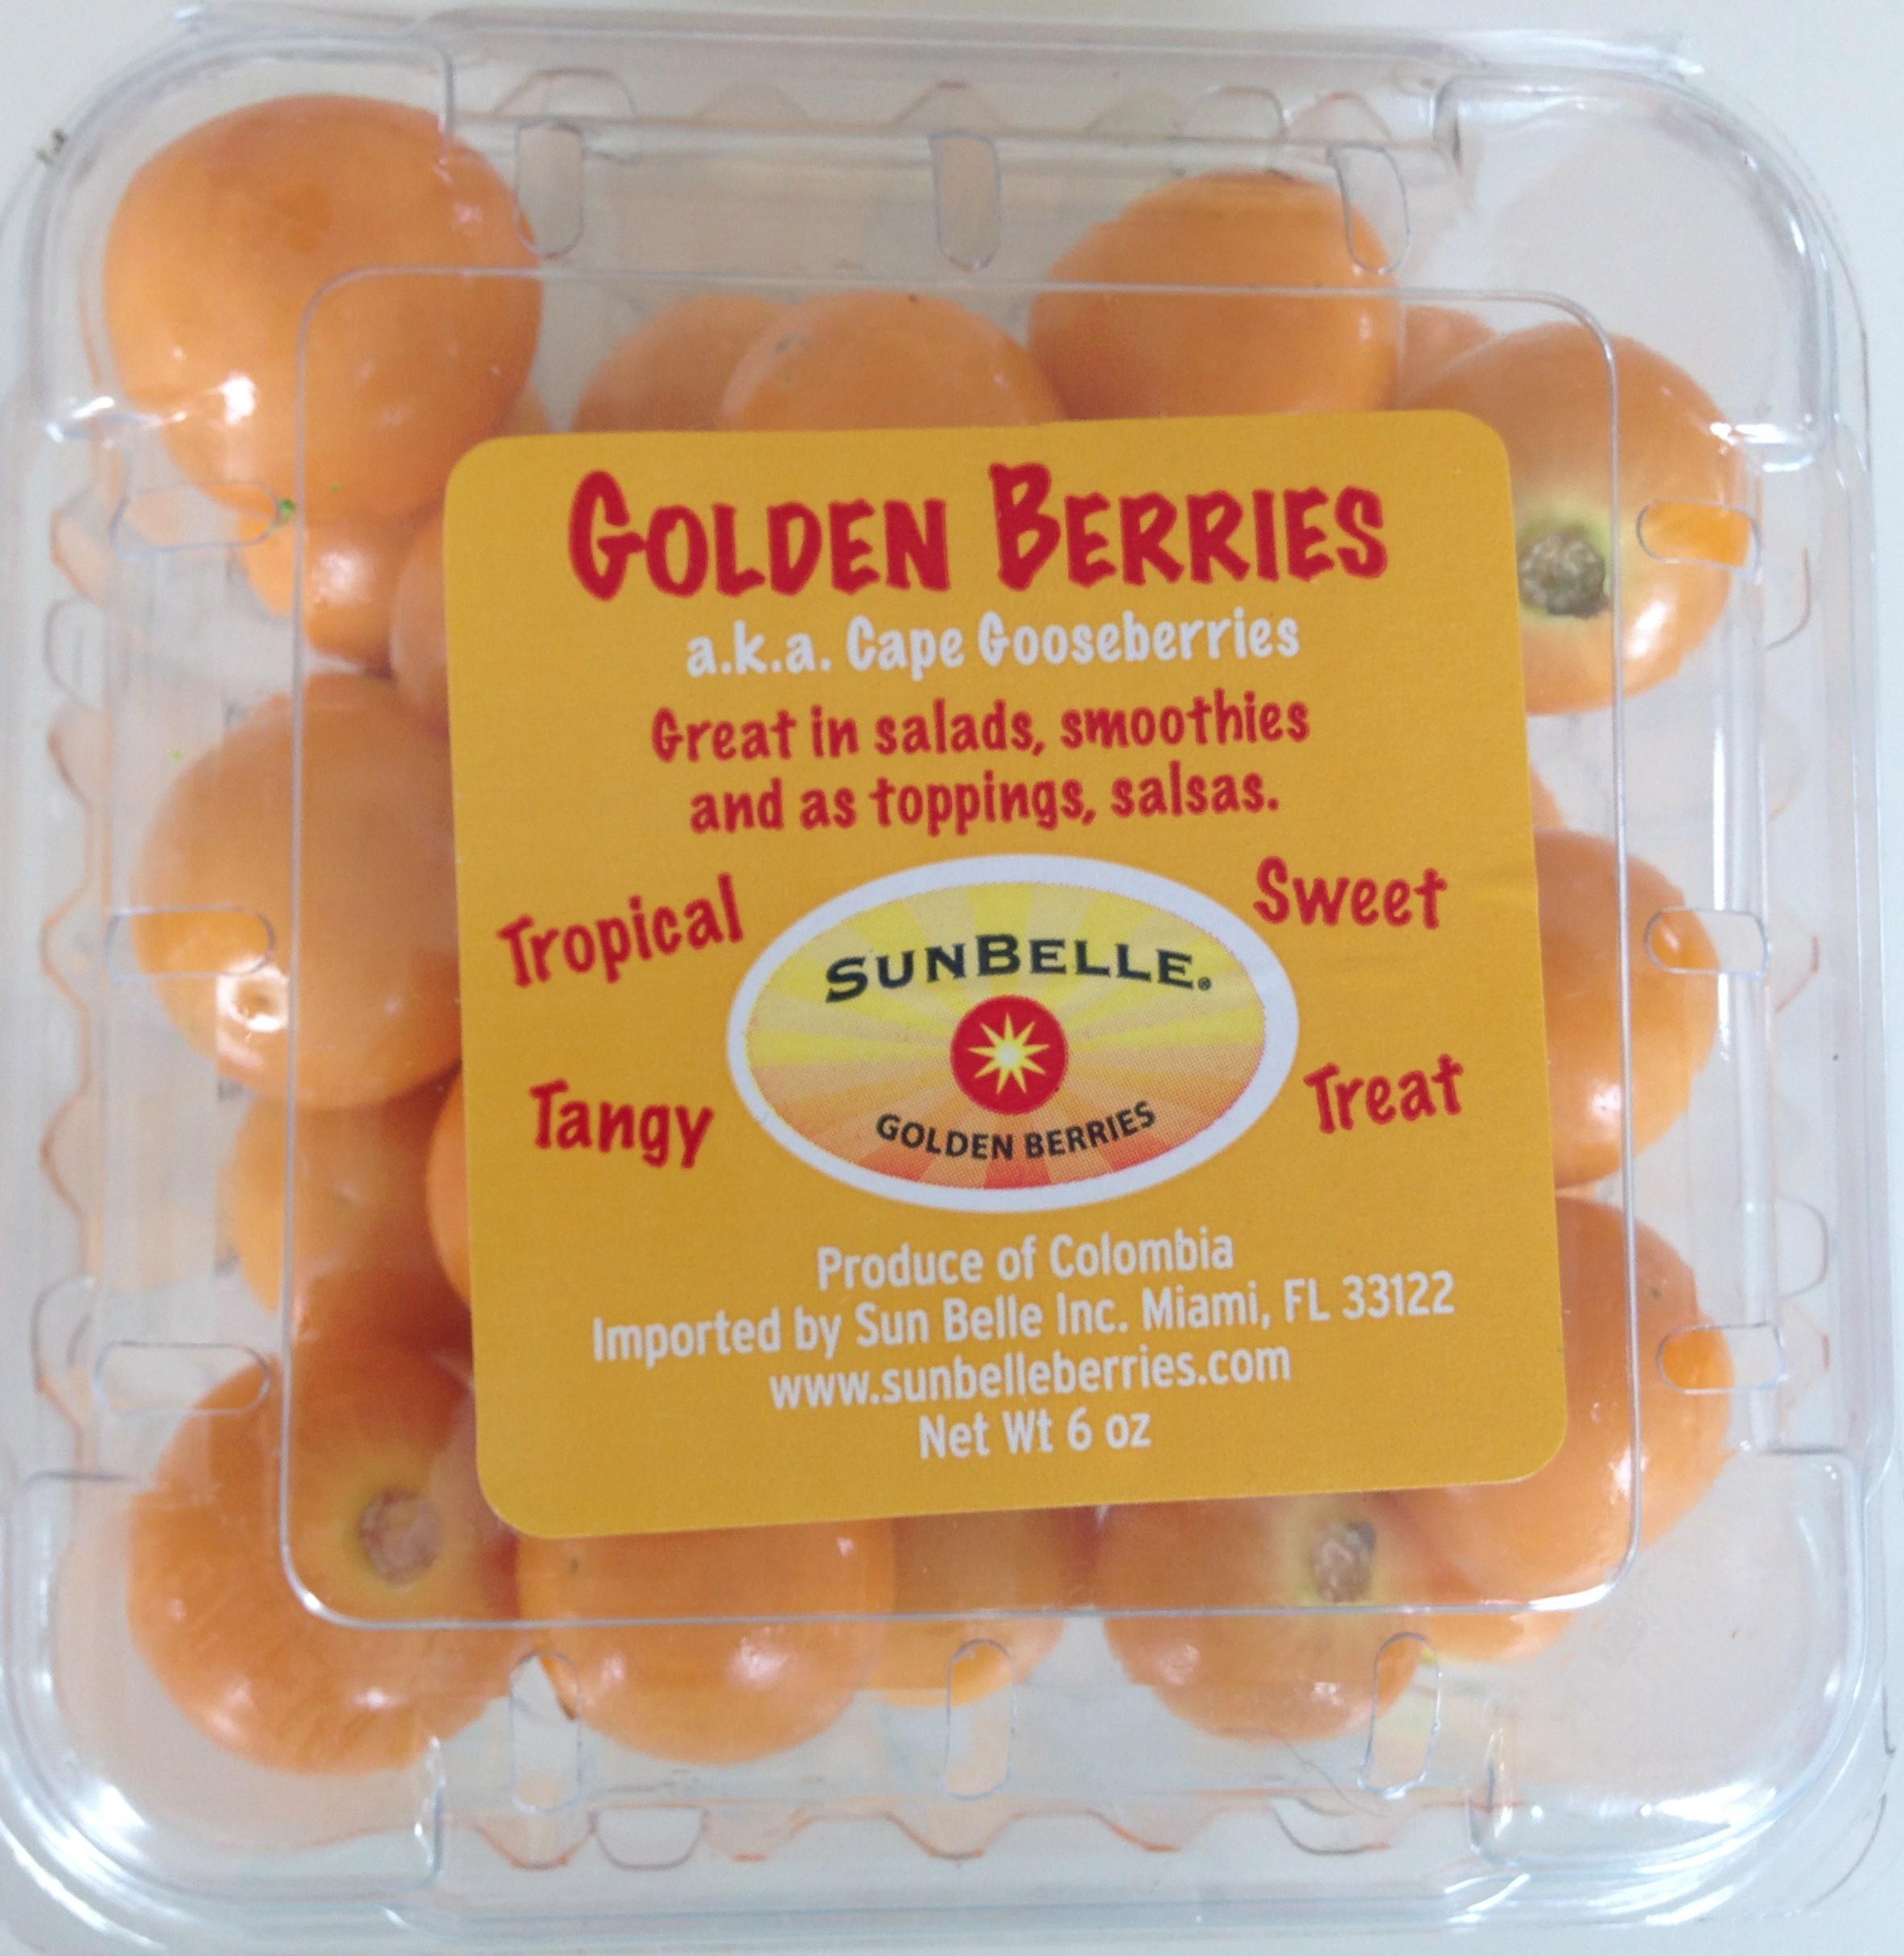 GOLDEN BERRIES
a.k.a. Cape Gooseberries
Great in salads, smoothies
and as toppings, salsas.
Tropical
Sweet
SUNBELLE®
GOLDEN BERRIES
Tangy
Treat
Produce of Colombia
Imported by Sun Belle Inc. Miami, FL 33122
www.sunbelleberries.com
Net Wt 6 oz